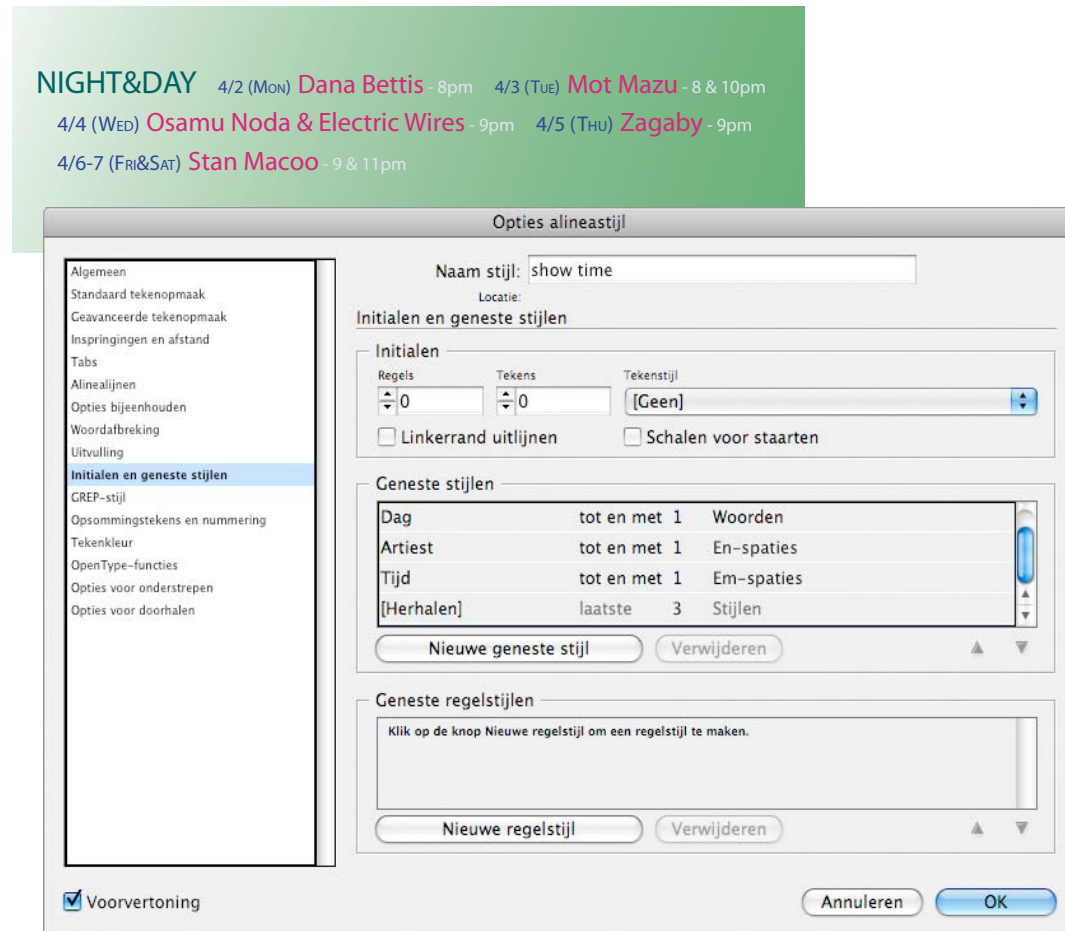 NIGHT&DAY 4/2 (Mon) Dana Bettis - 8pm 4/3 (Tue) Mot Mazu - 8 & 10pm
4/4 (Wed) Osamu Noda & Electric Wires - 9pm 4/5 (Thu) Zagaby - 9pm
4/6-7 (Fri&Sat) Stan Macoo - 9 & 11pm
Opties alineastijl
Algemeen
Standaard tekenopmaak
Geavanceerde tekenopmaak
Inspringingen en afstand
Tabs
Alinealijnen
Opties bijeenhouden
Woordafbreking
Uitvulling
Initialen en geneste stijlen
GREP-stijl
Opsommingstekens en nummering
Tekenkleur
OpenType-functies
Opties voor onderstrepen
Opties voor doorhalen
Naam stijl: show time
Locatie:
Initialen en geneste stijlen
Initialen
Regels Tekens Tekenstijl
0 0 [Geen]
Linkerrand uitlijnen Schalen voor staarten
Geneste stijlen
Dag tot en met 1 Woorden
Artiest tot en met 1 En-spaties
Tijd tot en met 1 Em-spaties
[Herhalen] laatste 3 Stijlen
Nieuwe geneste stijl Verwijderen
Geneste regelstijlen
Klik op de knop Nieuwe regelstijl om een regelstijl te maken.
Nieuwe regelstijl Verwijderen
Voorvertoning Annuleren OK